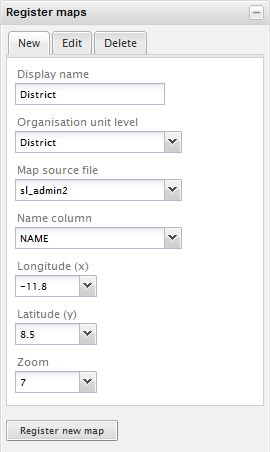 Register maps
New Edit Delete
Display name
District
Organisation unit level
District
Map source file
sl_admin2
Name column
NAME
Longitude (x)
-11.8
Latitude (y)
8.5
Zoom
7
Register new map